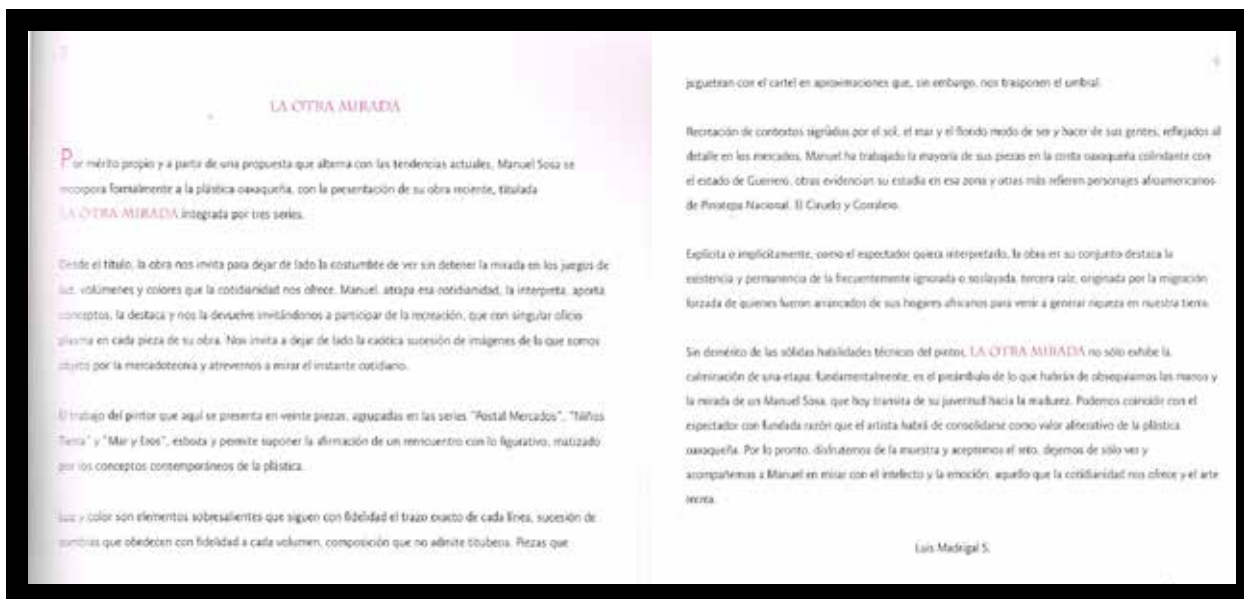 LA OTRA MIRADA
Por mérito propio y a partir de una propuesta que alterna con las tendencias actuales, Manuel Sosa se
incorpora formalmente a la plástica oaxaqueña, con la presentación de su obra reciente, titulada
LA OTRA MIRADA integrada por tres series.
Desde el título, la obra nos invita para dejar de lado la costumbre de ver sin detener la mirada en los juegos de
luz, volúmenes y colores que la cotidianidad nos ofrece. Manuel, atrapa esa cotidianidad, la interpreta, aporta
conceptos, la destaca y nos la devuelve invitándonos a participar de la recreación, que con singular oficio
plasma en cada pieza de su obra. Nos invita a dejar de lado la caótica sucesión de imágenes de la que somos
objeto por la mercadotecnia y atrevernos a mirar el instante cotidiano.
El trabajo del pintor que aquí se presenta en veinte piezas, agrupadas en las series "Postal Mercados", "Niños
Tierra" y "Mar y Eros", esboza y permite suponer la afirmación de un reencuentro con lo figurativo, matizado
por los conceptos contemporáneos de la plástica.
Luz y color son elementos sobresalientes que siguen con fidelidad el trazo exacto de cada línea, sucesión de
sombras que obedecen con fidelidad a cada volumen, composición que no admite titubeos. Piezas que
juguetean con el cartel en aproximaciones que, sin embargo, nos trasponen el umbral.
Recreación de contextos signados por el sol, el mar y el florido modo de ser y hacer de sus gentes, reflejados al
detalle en los mercados, Manuel ha trabajado la mayoría de sus piezas en la costa oaxaqueña colindante con
el estado de Guerrero, obras evidencian su estadía en esa zona y otras más refieren personajes afroamericanos
de Pinotepa Nacional, El Ciruelo y Corralero.
Explícita o implícitamente, como el espectador quiera interpretarlo, la obra en su conjunto destaca la
existencia y permanencia de la frecuentemente ignorada o soslayada, tercera raíz, originada por la migración
forzada de quienes fueron arrancados de sus hogares africanos para venir a generar riqueza en nuestra tierra.
Sin demérito de las sólidas habilidades técnicas del pintor, LA OTRA MIRADA no sólo exhibe la
culminación de una etapa, fundamentalmente, es el preámbulo de lo que habrán de obsequiarnos las manos y
la mirada de un Manuel Sosa, que hoy transita de su juventud hacia la madurez. Podemos coincidir con el
espectador con fundada razón que el artista habrá de consolidarse como valor alterativo de la plástica
oaxaqueña. Por lo pronto, disfrutemos de la muestra y aceptemos el reto, dejemos de sólo ver y
acompañemos a Manuel en mirar con el intelecto y la emoción, aquello que la cotidianidad nos ofrece y el arte
recrea.
Luis Madrigal S.